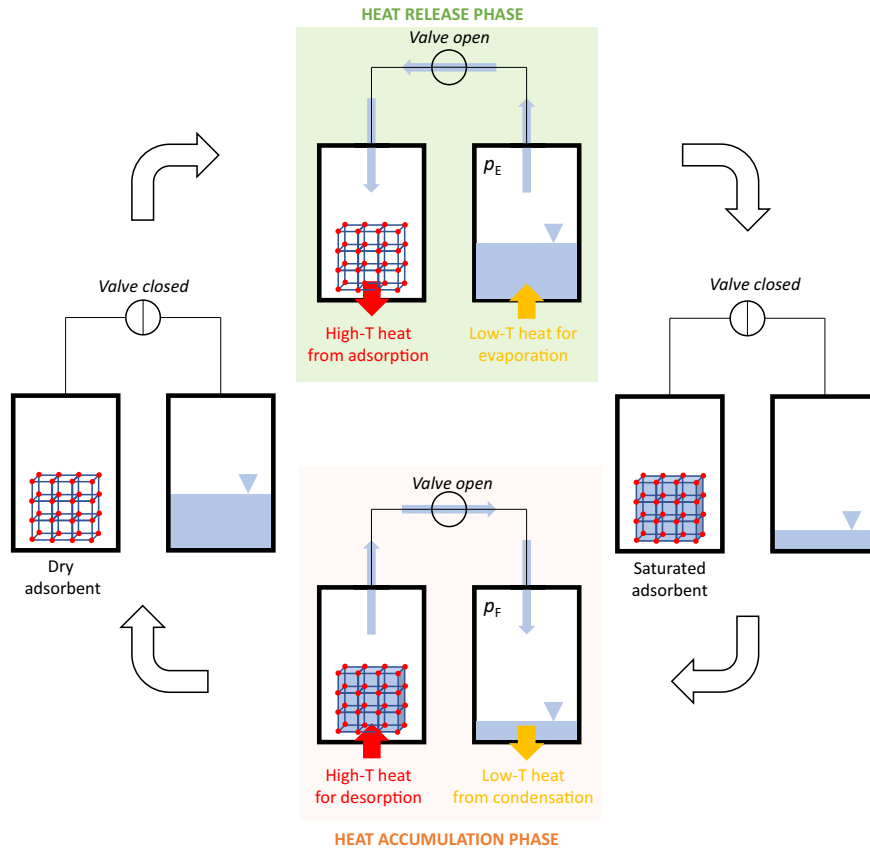 HEAT RELEASE PHASE
Valve open
pE
High-T heat
from adsorption
Low-T heat for
evaporation
Valve closed
Dry
adsorbent
Valve closed
Saturated
adsorbent
Valve open
pF
High-T heat
for desorption
Low-T heat
from condensation
HEAT ACCUMULATION PHASE